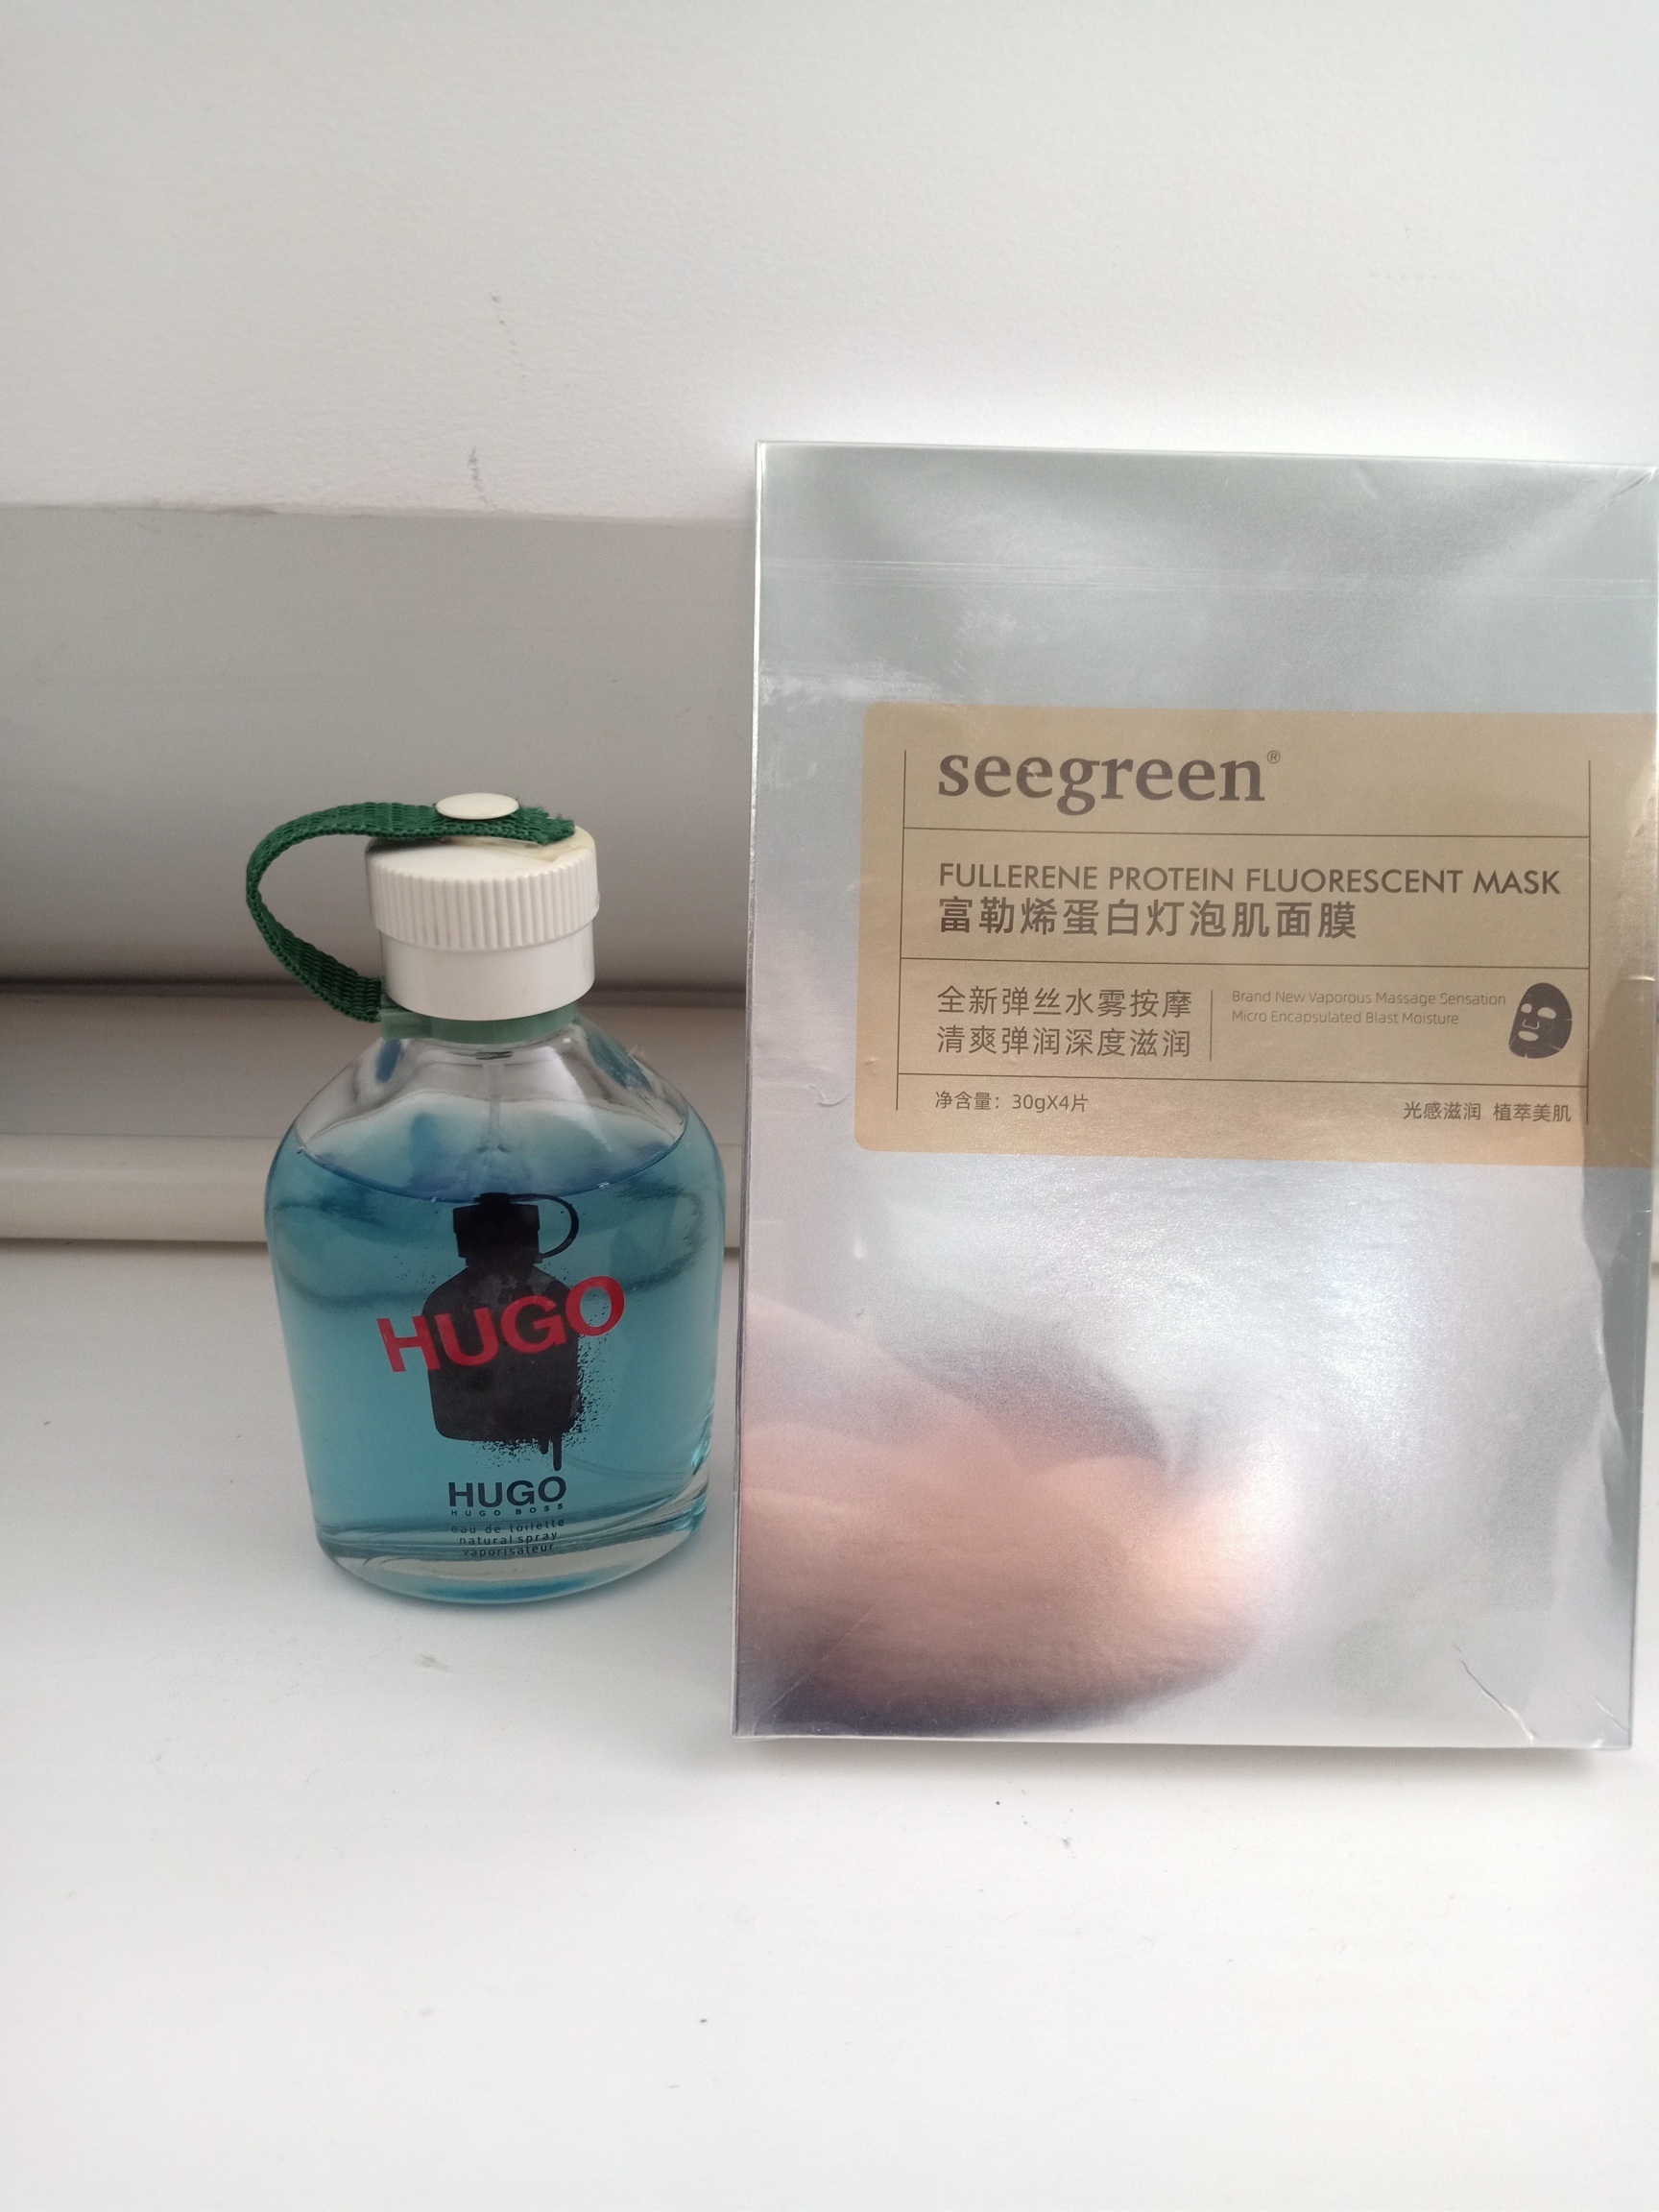 HUGO
HUGO
HUGO BOSS
eau de toilette
natural spray
vaporisateur
seegreen®
FULLERENE PROTEIN FLUORESCENT MASK
富勒烯蛋白灯泡肌面膜
全新弹丝水雾按摩
清爽弹润深度滋润
Brand New Vaporous Massage Sensation
Micro Encapsulated Blast Moisture
净含量：30gX4片
光感滋润 植萃美肌